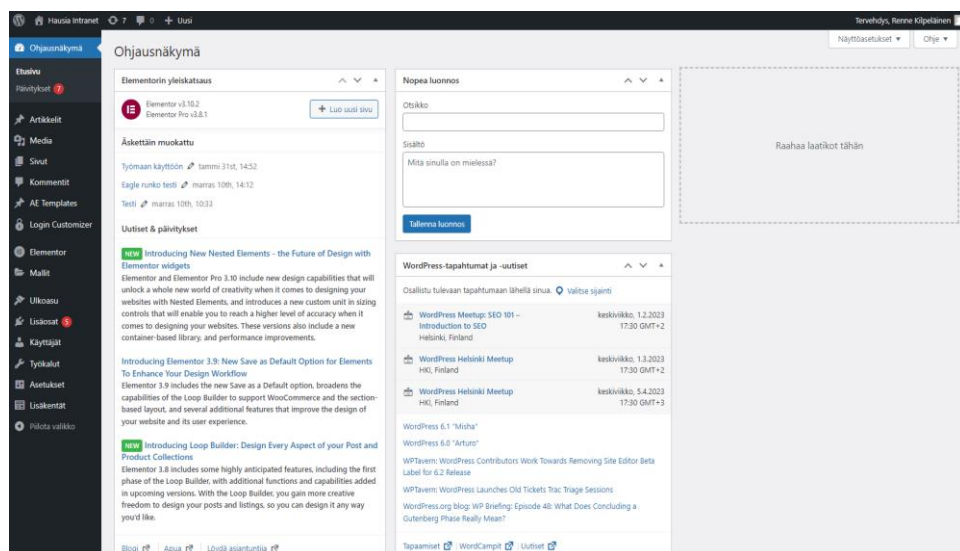 Hausia Intranet 7 0 + Uusi
Tervehdys, Renne Kilpeläinen
Näyttöasetukset ▼
Ohje ▼
Ohjausnäkymä
Etusivu
Päivitykset 7
Artikkelit
Media
Sivut
Kommentit
AE Templates
Login Customizer
Elementor
Mallit
Ulkoasu
Lisäosat 5
Käyttäjät
Työkalut
Asetukset
Lisäkentät
Piilota valikko
Ohjausnäkymä
Elementorin yleiskatsaus
Elementor v3.10.2
Elementor Pro v3.8.1
+ Luo uusi sivu
Äskettäin muokattu
Työmaan käyttöön tammi 31st, 14:52
Eagle runko testi marras 10th, 14:12
Testi marras 10th, 10:33
Uutiset & päivitykset
NEW Introducing New Nested Elements - the Future of Design with
Elementor widgets
Elementor and Elementor Pro 3.10 include new design capabilities that will
unlock a whole new world of creativity when it comes to designing your
websites with Nested Elements, and introduces a new custom unit in sizing
controls that will enable you to reach a higher level of accuracy when it
comes to designing your websites. These versions also include a new
container-based library, and performance improvements.
Introducing Elementor 3.9: New Save as Default Option for Elements
To Enhance Your Design Workflow
Elementor 3.9 includes the new Save as a Default option, broadens the
capabilities of the Loop Builder to support WooCommerce and the section-
based layout, and several additional features that improve the design of
your website and its user experience.
NEW Introducing Loop Builder: Design Every Aspect of your Post and
Product Collections
Elementor 3.8 includes some highly anticipated features, including the first
phase of the Loop Builder, with additional functions and capabilities added
in upcoming versions. With the Loop Builder, you gain more creative
freedom to design your posts and listings, so you can design it any way
you'd like.
Blogi | Apua | Löydä asiantuntija
Nopea luonnos
Otsikko
Sisältö
Mitä sinulla on mielessä?
Tallenna luonnos
WordPress-tapahtumat ja -uutiset
Osallistu tulevaan tapahtumaan lähellä sinua. Valitse sijainti
WordPress Meetup: SEO 101 – keskiviikko, 1.2.2023
Introduction to SEO 17:30 GMT+2
Helsinki, Finland
WordPress Helsinki Meetup keskiviikko, 1.3.2023
HKI, Finland 17:30 GMT+2
WordPress Helsinki Meetup keskiviikko, 5.4.2023
HKI, Finland 17:30 GMT+3
WordPress 6.1 "Misha"
WordPress 6.0 "Arturo"
WPTavern: WordPress Contributors Work Towards Removing Site Editor Beta
Label for 6.2 Release
WPTavern: WordPress Launches Old Tickets Trac Triage Sessions
WordPress.org blog: WP Briefing: Episode 48: What Does Concluding a
Gutenberg Phase Really Mean?
Tapaamiset | WordCampit | Uutiset
Raahaa laatikot tähän